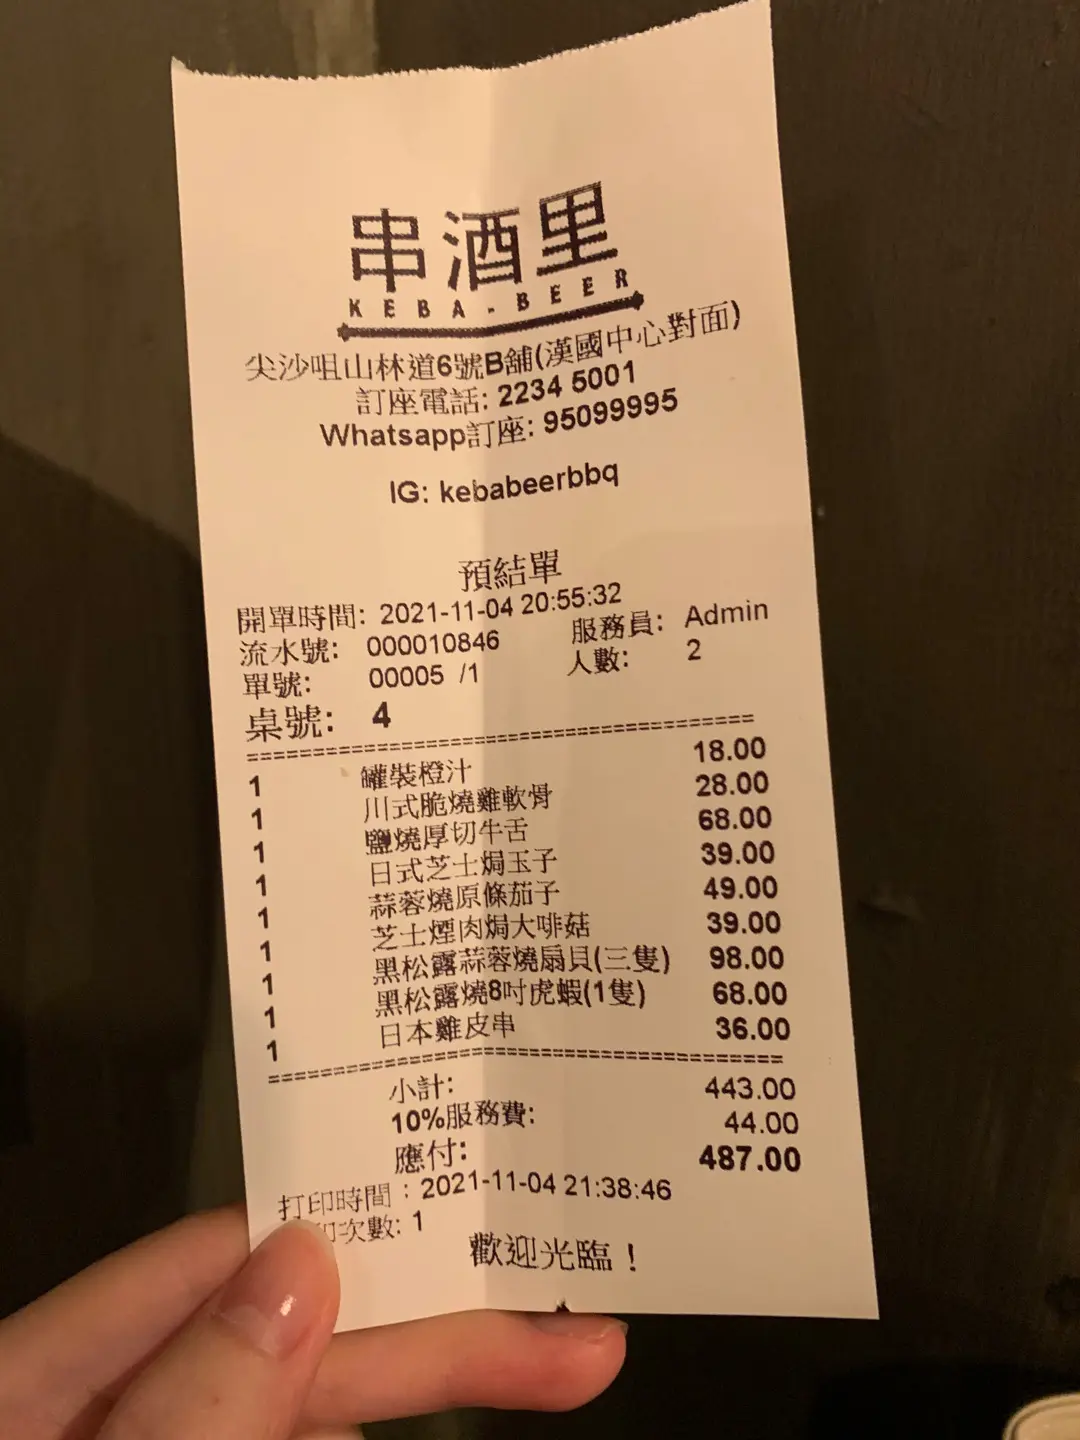 串酒里
KEBA-BEER
尖沙咀山林道6號B舖(漢國中心對面)
訂座電話: 2234 5001
Whatsapp訂座: 95099995
IG: kebabeerbbq
預結單
開單時間: 2021-11-04 20:55:32
流水號: 000010846 服務員: Admin
單號: 00005 /1 人數: 2
桌號: 4
1 罐裝橙汁 18.00
1 川式脆燒雞軟骨 28.00
1 鹽燒厚切牛舌 68.00
1 日式芝士焗玉子 39.00
1 蒜蓉燒原條茄子 49.00
1 芝士煙肉焗大啡菇 39.00
1 黑松露蒜蓉燒扇貝(三隻) 98.00
1 黑松露燒8吋虎蝦(1隻) 68.00
1 日本雞皮串 36.00
小計: 443.00
10%服務費: 44.00
應付: 487.00
打印時間：2021-11-04 21:38:46
印次數: 1
歡迎光臨！